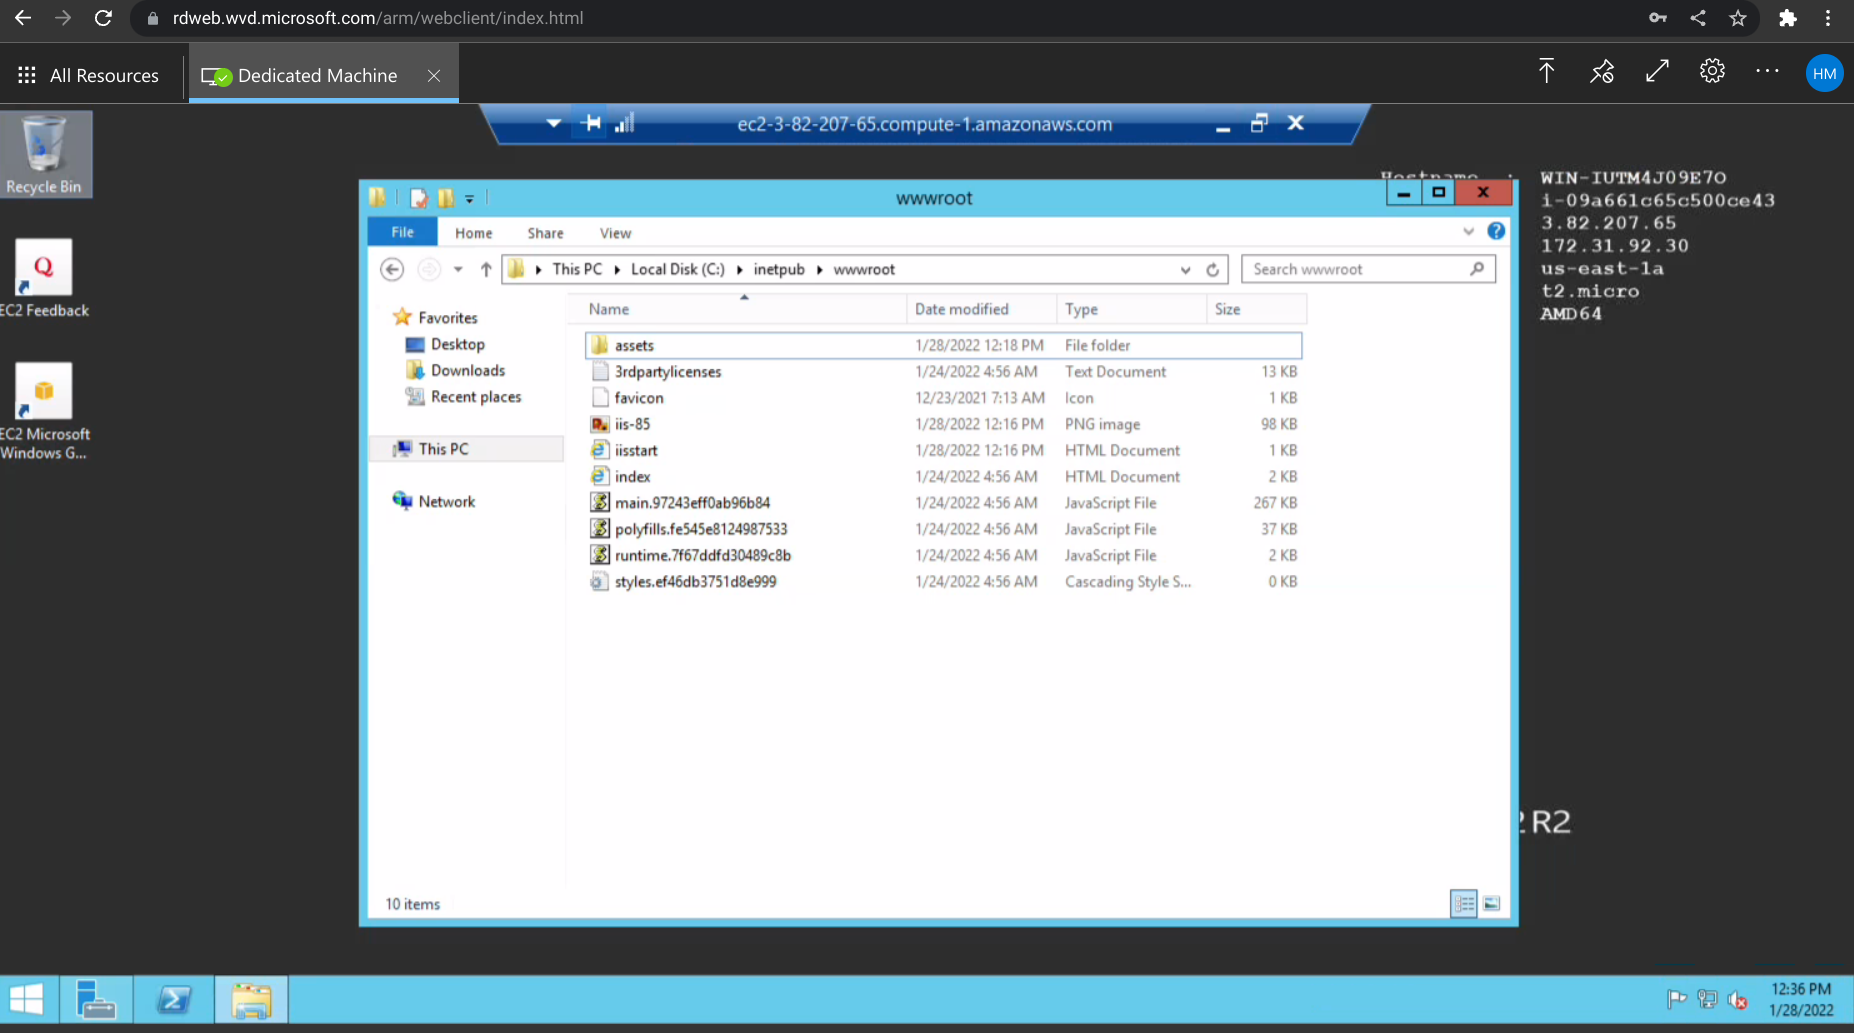 rdweb.wvd.microsoft.com/arm/webclient/index.html
All Resources
Dedicated Machine
HM
ec2-3-82-207-65.compute-1.amazonaws.com
Recycle Bin
EC2 Feedback
EC2 Microsoft
Windows G...
Hostname :
WIN-IUTM4J09E7O
i-09a661c65c500ce43
3.82.207.65
172.31.92.30
us-east-1a
t2.micro
AMD64
wwwroot
File Home Share View
This PC Local Disk (C:) inetpub wwwroot
Search wwwroot
Favorites
Desktop
Downloads
Recent places
This PC
Network
Name Date modified Type Size
assets 1/28/2022 12:18 PM File folder
3rdpartylicenses 1/24/2022 4:56 AM Text Document 13 KB
favicon 12/23/2021 7:13 AM Icon 1 KB
iis-85 1/28/2022 12:16 PM PNG image 98 KB
iisstart 1/28/2022 12:16 PM HTML Document 1 KB
index 1/24/2022 4:56 AM HTML Document 2 KB
main.97243eff0ab96b84 1/24/2022 4:56 AM JavaScript File 267 KB
polyfills.fe545e8124987533 1/24/2022 4:56 AM JavaScript File 37 KB
runtime.7f67ddfd30489c8b 1/24/2022 4:56 AM JavaScript File 2 KB
styles.ef46db3751d8e999 1/24/2022 4:56 AM Cascading Style S... 0 KB
10 items
2 R2
12:36 PM
1/28/2022